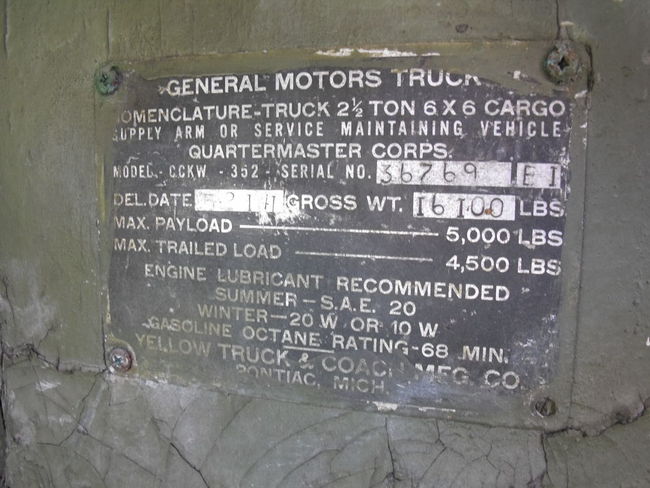 GENERAL MOTORS TRUCK
NOMENCLATURE-TRUCK 2½ TON 6 X 6 CARGO
SUPPLY ARM OR SERVICE MAINTAINING VEHICLE
QUARTERMASTER CORPS.
MODEL - CCKW - 352 - SERIAL NO. 36769 E1
DEL. DATE GROSS WT. 16100 LBS
MAX. PAYLOAD 5,000 LBS
MAX. TRAILED LOAD 4,500 LBS
ENGINE LUBRICANT RECOMMENDED
SUMMER - S.A.E. 20
WINTER - 20 W OR 10 W
GASOLINE OCTANE RATING-68 MIN.
YELLOW TRUCK & COACH MFG. CO.
PONTIAC, MICH.